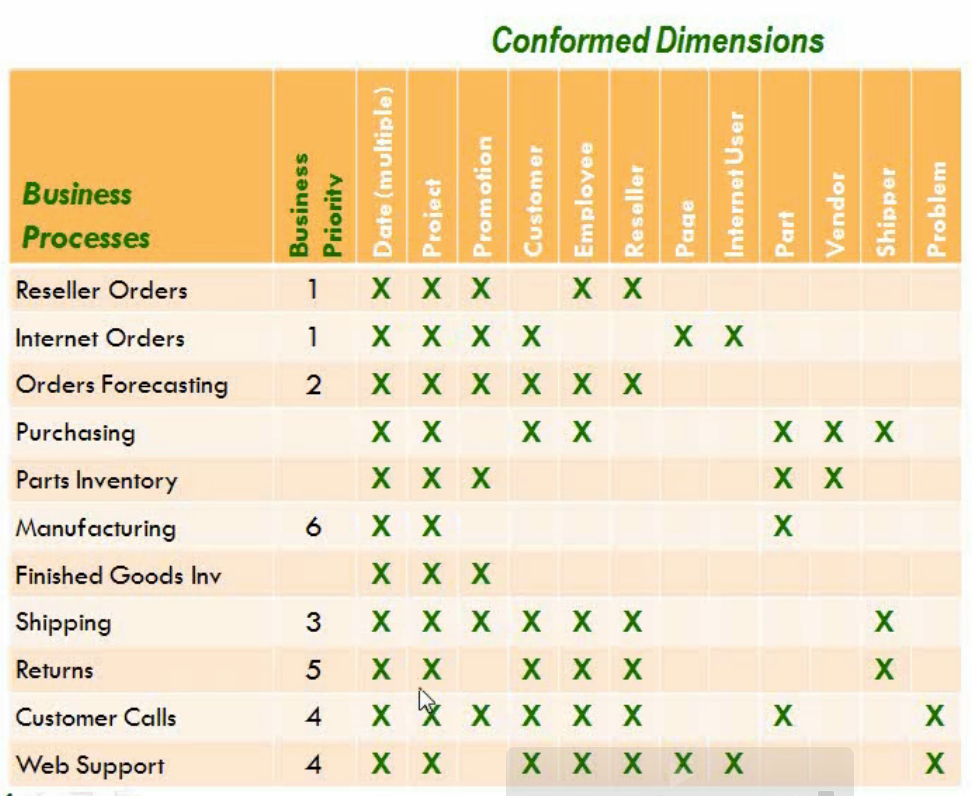 Conformed Dimensions
Business
Processes
Business
Priority
Date (multiple)
Project
Promotion
Customer
Employee
Reseller
Page
Internet User
Part
Vendor
Shipper
Problem
Reseller Orders 1 X X X X X
Internet Orders 1 X X X X X X
Orders Forecasting 2 X X X X X X
Purchasing X X X X X X X
Parts Inventory X X X X X
Manufacturing 6 X X X
Finished Goods Inv X X X
Shipping 3 X X X X X X X
Returns 5 X X X X X X
Customer Calls 4 X X X X X X X X
Web Support 4 X X X X X X X X